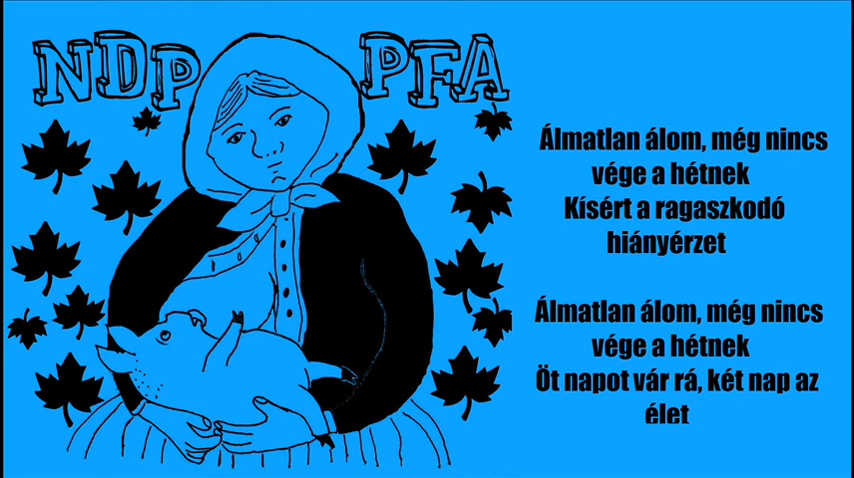 NDP PFA
Álmatlan álom, még nincs
vége a hétnek
Kísért a ragaszkodó
hiányérzet
Álmatlan álom, még nincs
vége a hétnek
Öt napot vár rá, két nap az
élet